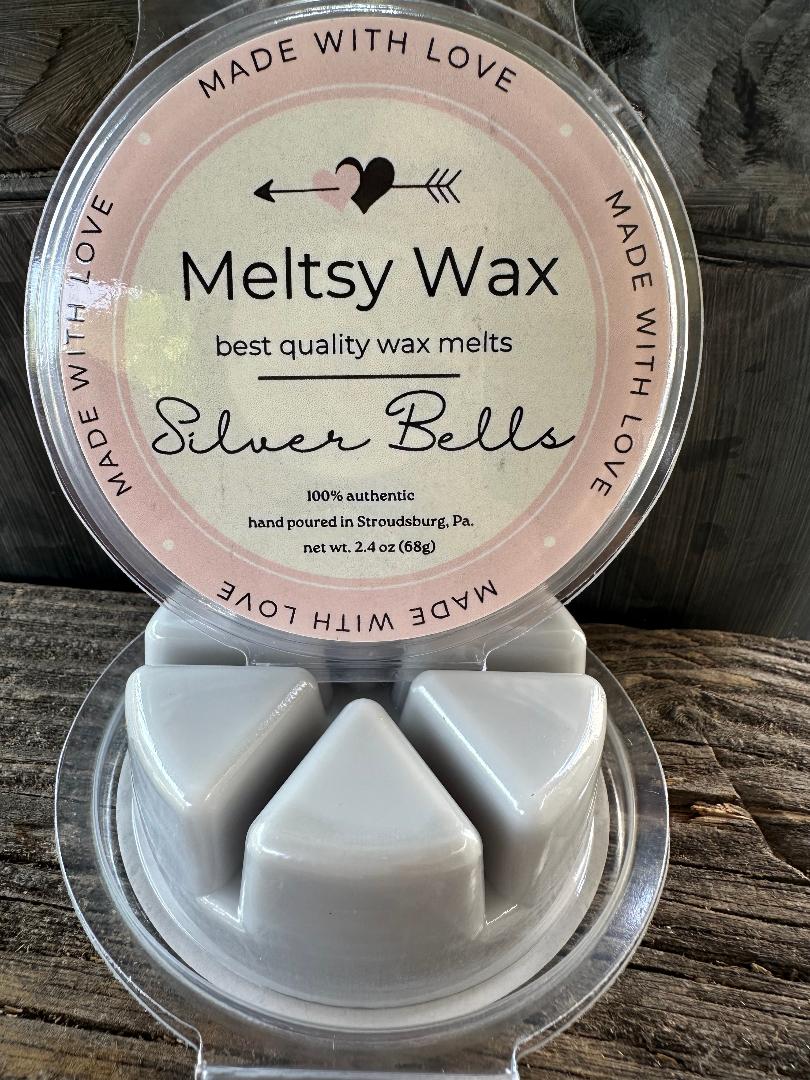 MADE WITH LOVE
MADE WITH LOVE
MADE WITH LOVE
Meltsy Wax
best quality wax melts
Silver Bells
100% authentic
hand poured in Stroudsburg, Pa.
net wt. 2.4 oz (68g)
MADE WITH LOVE